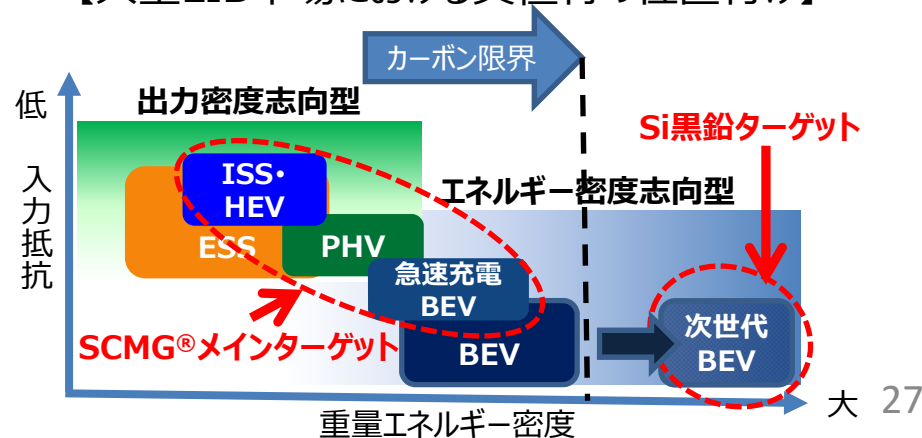 カーボン限界
低
出力密度志向型
Si黒鉛ターゲット
入力抵抗
ISS・
HEV
エネルギー密度志向型
ESS
PHV
急速充電
BEV
SCMG®メインターゲット
BEV
次世代
BEV
大
27
重量エネルギー密度